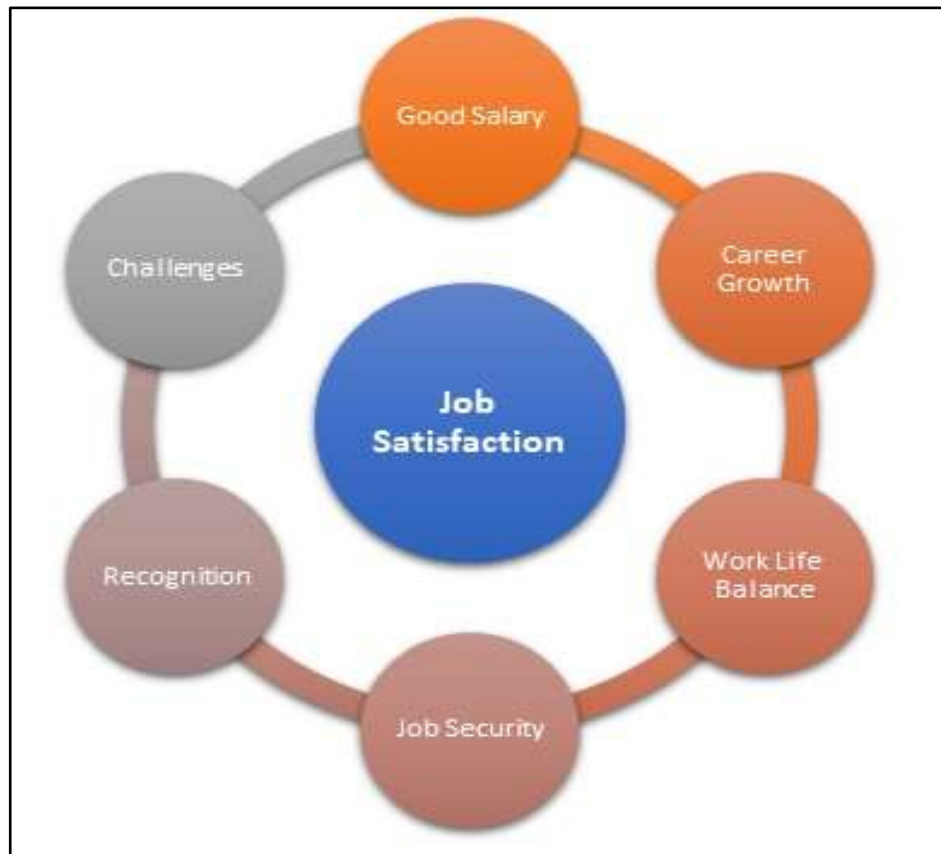 Good Salary
Career
Growth
Work Life
Balance
Job Security
Recognition
Challenges
Job
Satisfaction